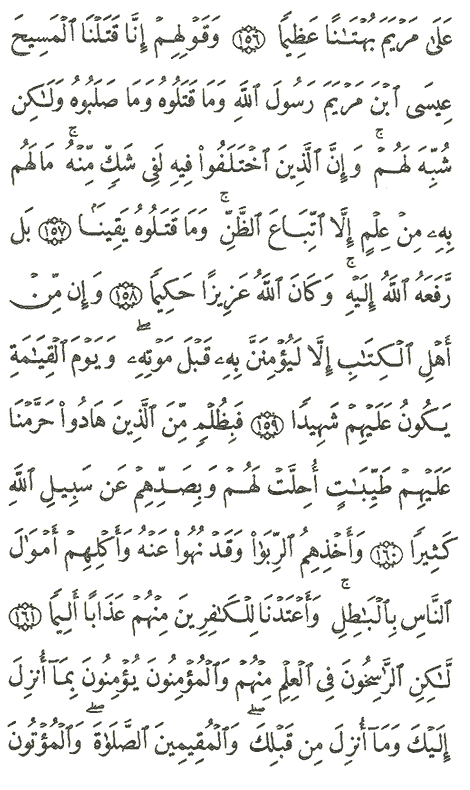 عَلَىٰ مَرْيَمَ بُهْتَٰنًا عَظِيمًا ١٥٦ وَقَوْلِهِمْ إِنَّا قَتَلْنَا ٱلْمَسِيحَ
عِيسَى ٱبْنَ مَرْيَمَ رَسُولَ ٱللَّهِ وَمَا قَتَلُوهُ وَمَا صَلَبُوهُ وَلَٰكِن
شُبِّهَ لَهُمْ ۚ وَإِنَّ ٱلَّذِينَ ٱخْتَلَفُوا۟ فِيهِ لَفِى شَكٍّ مِّنْهُ ۚ مَا لَهُم
بِهِۦ مِنْ عِلْمٍ إِلَّا ٱتِّبَاعَ ٱلظَّنِّ ۚ وَمَا قَتَلُوهُ يَقِينًۢا ١٥٧ بَل
رَّفَعَهُ ٱللَّهُ إِلَيْهِ ۚ وَكَانَ ٱللَّهُ عَزِيزًا حَكِيمًا ١٥٨ وَإِن مِّنْ
أَهْلِ ٱلْكِتَٰبِ إِلَّا لَيُؤْمِنَنَّ بِهِۦ قَبْلَ مَوْتِهِۦ ۖ وَيَوْمَ ٱلْقِيَٰمَةِ
يَكُونُ عَلَيْهِمْ شَهِيدًا ١٥٩ فَبِظُلْمٍ مِّنَ ٱلَّذِينَ هَادُوا۟ حَرَّمْنَا
عَلَيْهِمْ طَيِّبَٰتٍ أُحِلَّتْ لَهُمْ وَبِصَدِّهِمْ عَن سَبِيلِ ٱللَّهِ
كَثِيرًا ١٦٠ وَأَخْذِهِمُ ٱلرِّبَوٰا۟ وَقَدْ نُهُوا۟ عَنْهُ وَأَكْلِهِمْ أَمْوَٰلَ
ٱلنَّاسِ بِٱلْبَٰطِلِ ۚ وَأَعْتَدْنَا لِلْكَٰفِرِينَ مِنْهُمْ عَذَابًا أَلِيمًا ١٦١
لَّٰكِنِ ٱلرَّٰسِخُونَ فِى ٱلْعِلْمِ مِنْهُمْ وَٱلْمُؤْمِنُونَ يُؤْمِنُونَ بِمَآ أُنزِلَ
إِلَيْكَ وَمَآ أُنزِلَ مِن قَبْلِكَ ۖ وَٱلْمُقِيمِينَ ٱلصَّلَوٰةَ ۖ وَٱلْمُؤْتُونَ